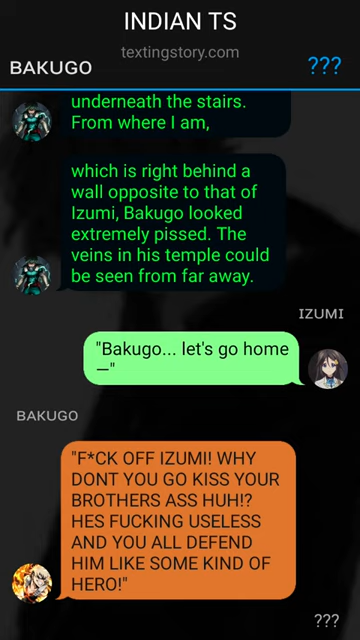 INDIAN TS
textingstory.com
BAKUGO
???
underneath the stairs.
From where I am,
which is right behind a
wall opposite to that of
Izumi, Bakugo looked
extremely pissed. The
veins in his temple could
be seen from far away.
IZUMI
"Bakugo... let's go home
—"
BAKUGO
"F*CK OFF IZUMI! WHY
DONT YOU GO KISS YOUR
BROTHERS ASS HUH!?
HES FUCKING USELESS
AND YOU ALL DEFEND
HIM LIKE SOME KIND OF
HERO!"
???